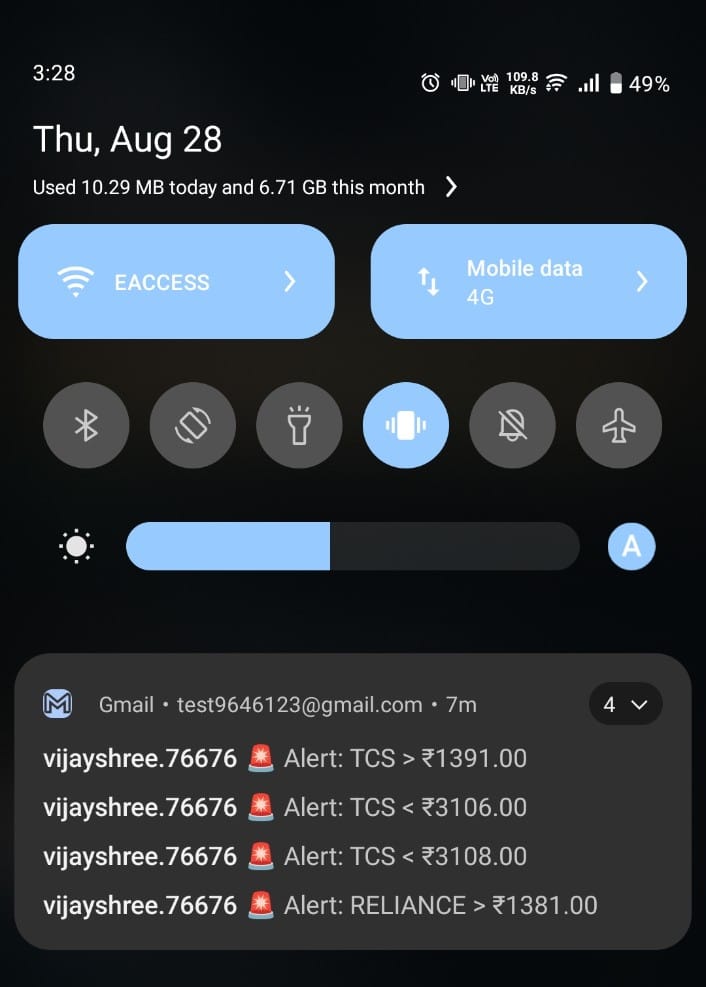 3:28 Vo) LTE 109.8 KB/s 49%
Thu, Aug 28
Used 10.29 MB today and 6.71 GB this month
EACCESS
Mobile data
4G
A
Gmail • test9646123@gmail.com • 7m 4
vijayshree.76676 🚨 Alert: TCS > ₹1391.00
vijayshree.76676 🚨 Alert: TCS < ₹3106.00
vijayshree.76676 🚨 Alert: TCS < ₹3108.00
vijayshree.76676 🚨 Alert: RELIANCE > ₹1381.00